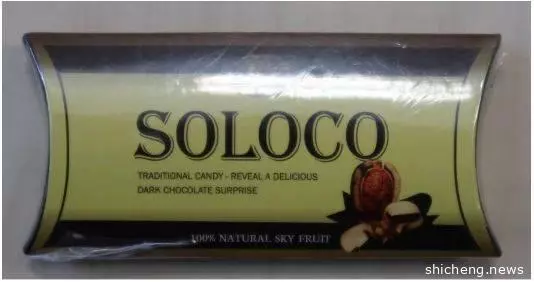 SOLOCO
TRADITIONAL CANDY - REVEAL A DELICIOUS
DARK CHOCOLATE SURPRISE
100% NATURAL SKY FRUIT
shicheng.news